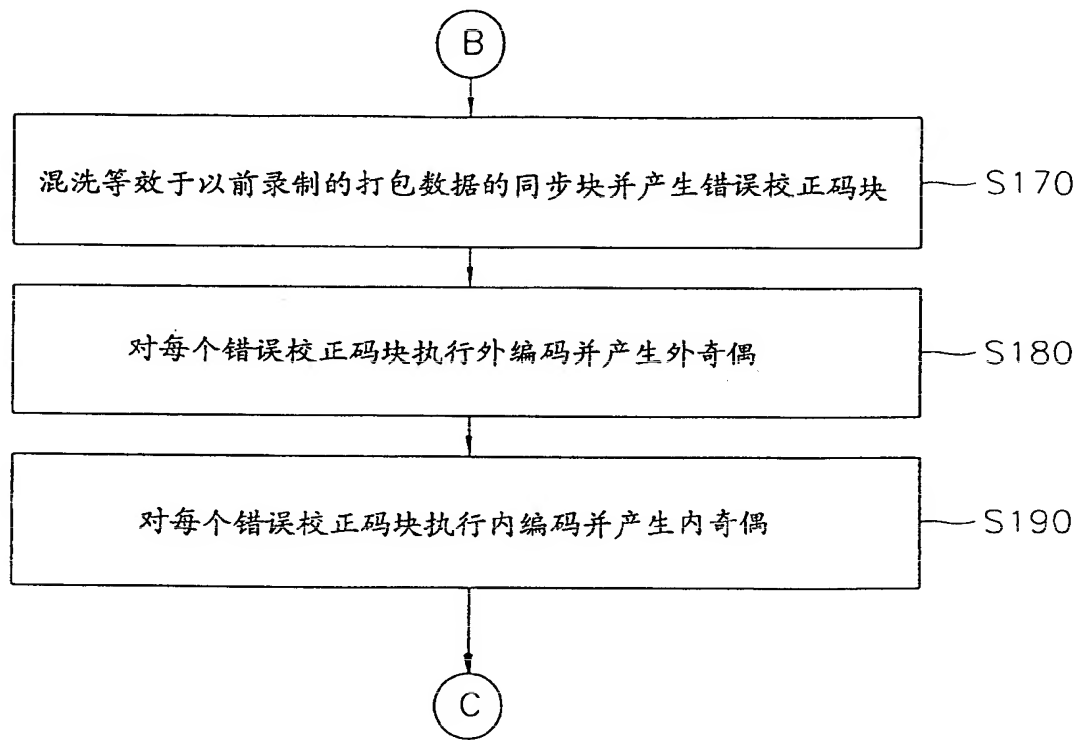 B
混洗等效于以前录制的打包数据的同步块并产生错误校正码块
S170
对每个错误校正码块执行外编码并产生外奇偶
S180
对每个错误校正码块执行内编码并产生内奇偶
S190
C